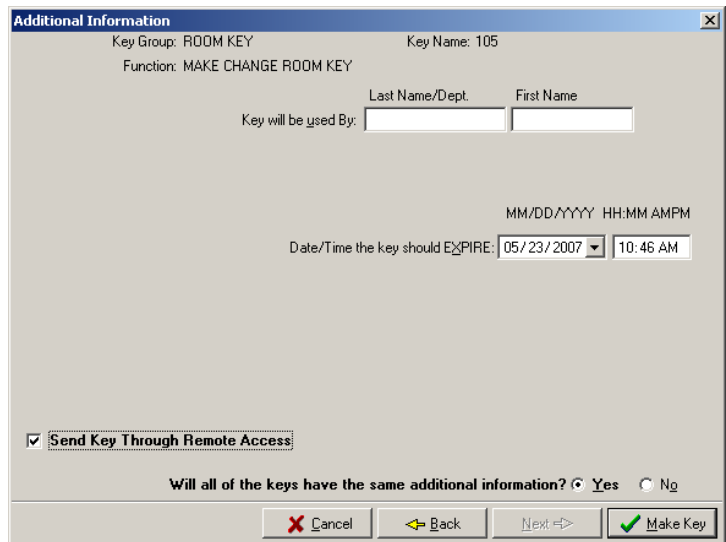 Additional Information
Key Group: ROOM KEY Key Name: 105
Function: MAKE CHANGE ROOM KEY
Last Name/Dept. First Name
Key will be used By:
MM/DD/YYYY HH:MM AMPM
Date/Time the key should EXPIRE: 05/23/2007 10:46 AM
Send Key Through Remote Access
Will all of the keys have the same additional information? Yes No
Cancel Back Next Make Key